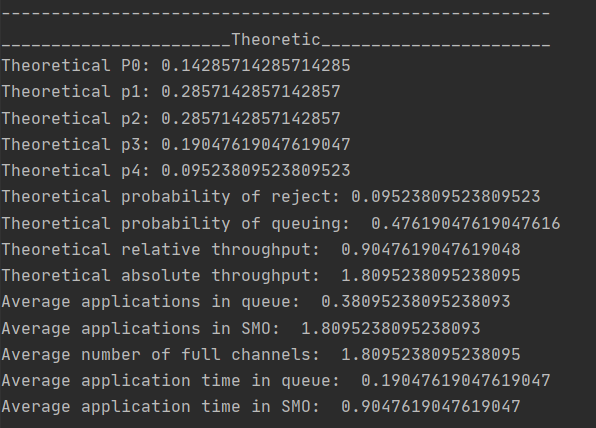 -------------------------------------------------------
_______________________Theoretic_______________________
Theoretical P0: 0.14285714285714285
Theoretical p1: 0.2857142857142857
Theoretical p2: 0.2857142857142857
Theoretical p3: 0.19047619047619047
Theoretical p4: 0.09523809523809523
Theoretical probability of reject: 0.09523809523809523
Theoretical probability of queuing:  0.47619047619047616
Theoretical relative throughput:  0.9047619047619048
Theoretical absolute throughput:  1.8095238095238095
Average applications in queue:  0.38095238095238093
Average applications in SMO:  1.8095238095238093
Average number of full channels:  1.8095238095238095
Average application time in queue:  0.19047619047619047
Average application time in SMO:  0.9047619047619047